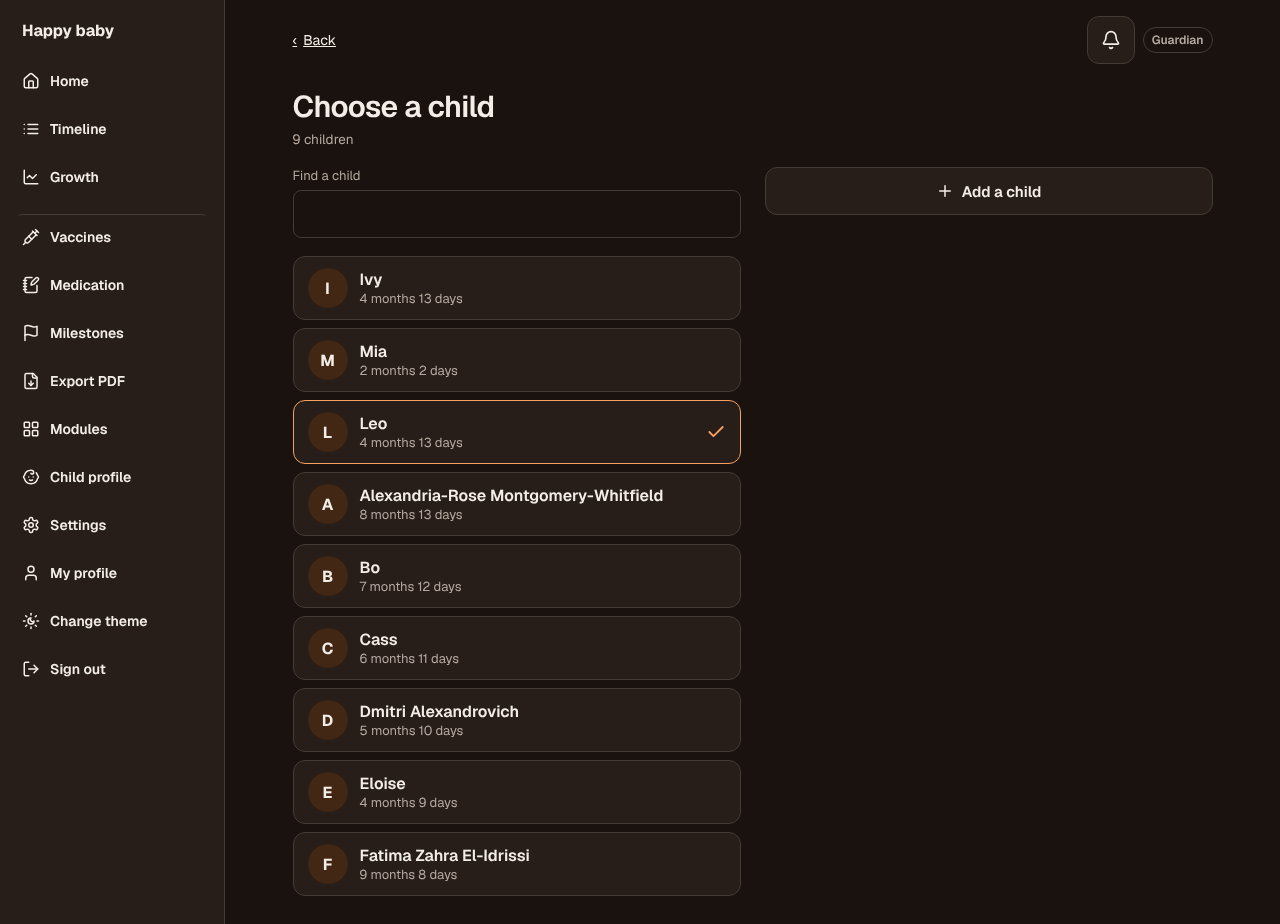 Happy baby
Home
Timeline
Growth
Vaccines
Medication
Milestones
Export PDF
Modules
Child profile
Settings
My profile
Change theme
Sign out
‹ Back
Guardian
Choose a child
9 children
Find a child
Add a child
I
Ivy
4 months 13 days
M
Mia
2 months 2 days
L
Leo
4 months 13 days
A
Alexandria-Rose Montgomery-Whitfield
8 months 13 days
B
Bo
7 months 12 days
C
Cass
6 months 11 days
D
Dmitri Alexandrovich
5 months 10 days
E
Eloise
4 months 9 days
F
Fatima Zahra El-Idrissi
9 months 8 days